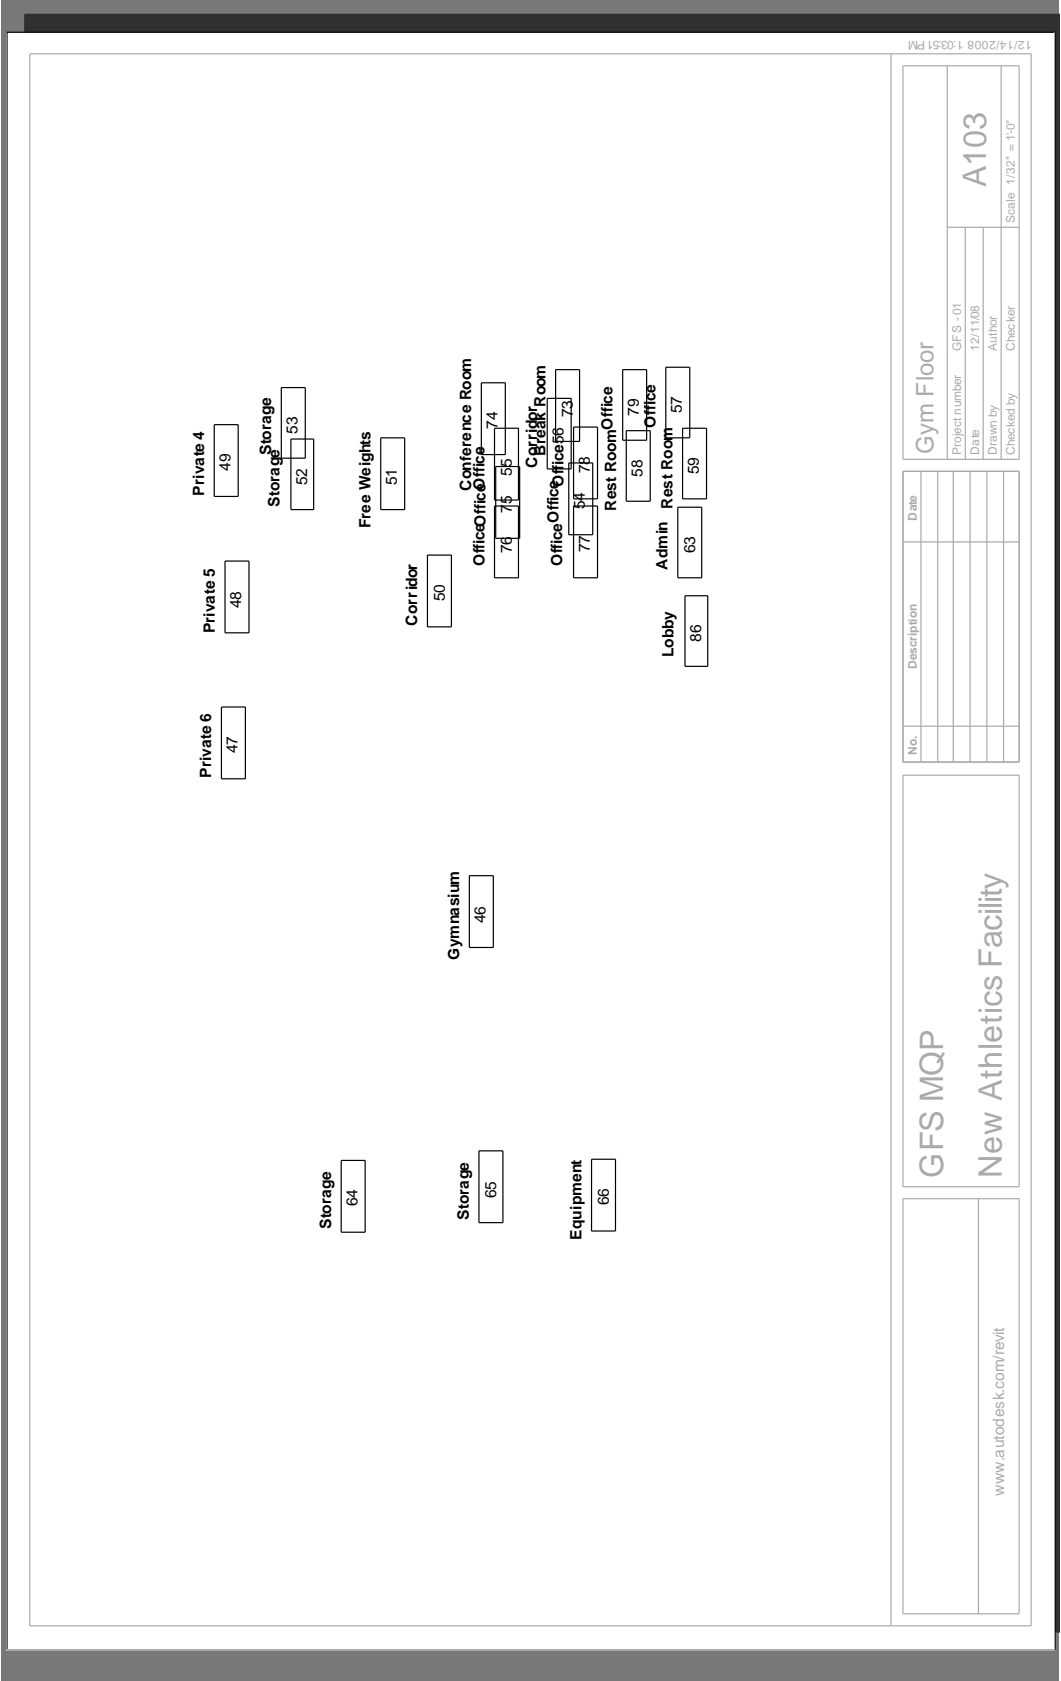 12/14/2008 1:03:51 PM
Private 4
49
Private 5
48
Private 6
47
Storage
53
Storage
52
Free Weights
51
Corridor
50
Conference Room
74
Office
55
Office
75
Office
76
Corridor
56
Break Room
73
Office
78
Office
54
Office
77
Office
79
Rest Room
58
Office
57
Rest Room
59
Admin
63
Lobby
86
Gymnasium
46
Storage
64
Storage
65
Equipment
66
www.autodesk.com/revit
GFS MQP
New Athletics Facility
No.
Description
Date
Gym Floor
Project number
GFS - 01
Date
12/11/08
Drawn by
Author
Checked by
Checker
A103
Scale 1/32" = 1'-0"